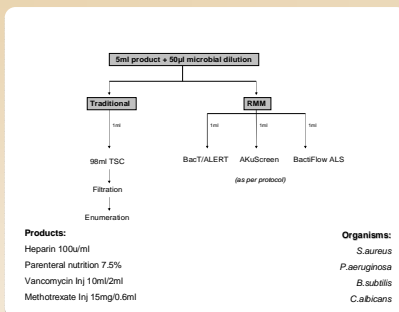 5ml product + 50µl microbial dilution
Traditional
RMM
1ml
1ml
1ml
1ml
98ml TSC
BacT/ALERT
AKuScreen
BactiFlow ALS
(as per protocol)
Filtration
Enumeration
Products:
Heparin 100u/ml
Parenteral nutrition 7.5%
Vancomycin Inj 10ml/2ml
Methotrexate Inj 15mg/0.6ml
Organisms:
S.aureus
P.aeruginosa
B.subtilis
C.albicans